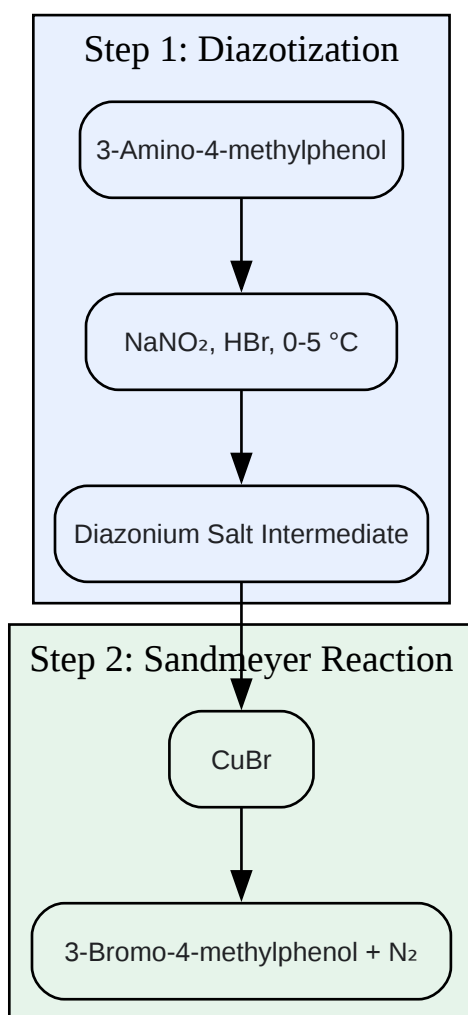 Step 1: Diazotization
3-Amino-4-methylphenol
NaNO₂, HBr, 0-5 °C
Diazonium Salt Intermediate
Step 2: Sandmeyer Reaction
CuBr
3-Bromo-4-methylphenol + N₂